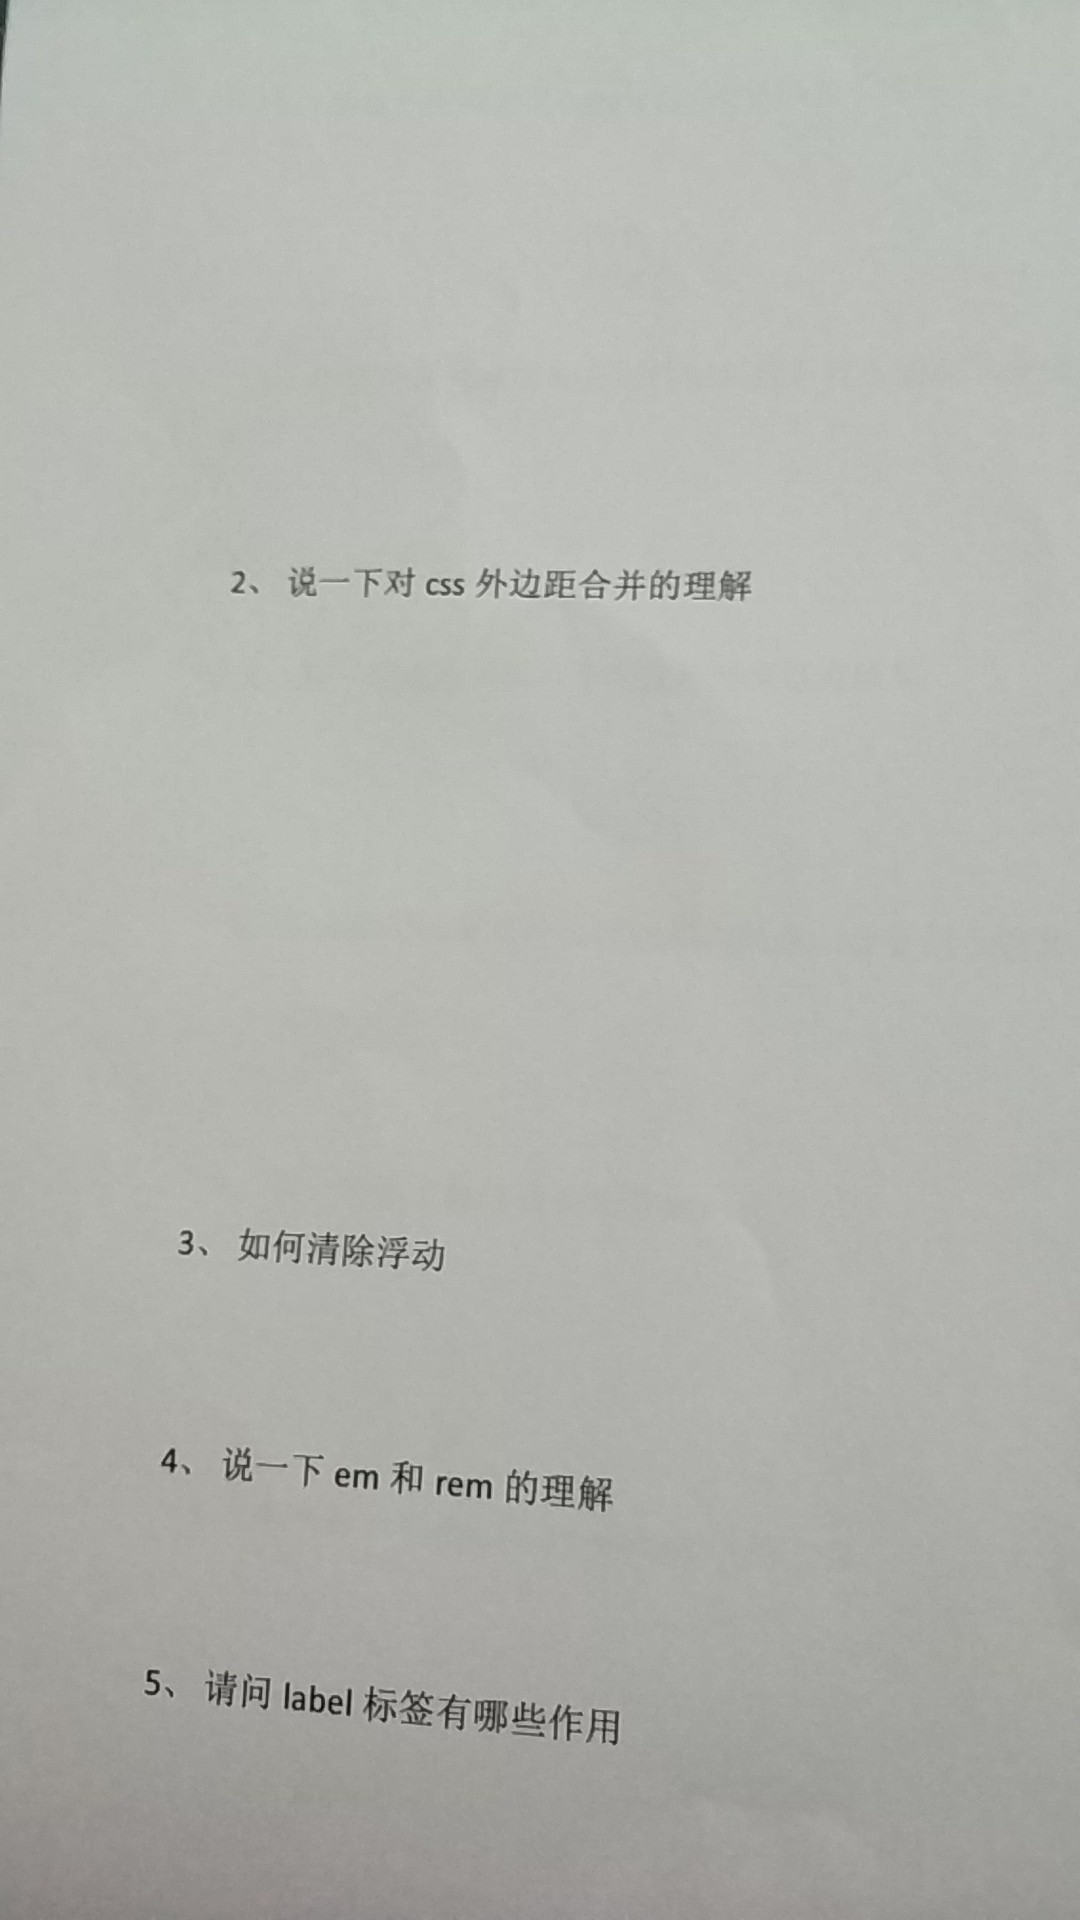 2、 说一下对 css 外边距合并的理解
3、 如何清除浮动
4、 说一下 em 和 rem 的理解
5、 请问 label 标签有哪些作用